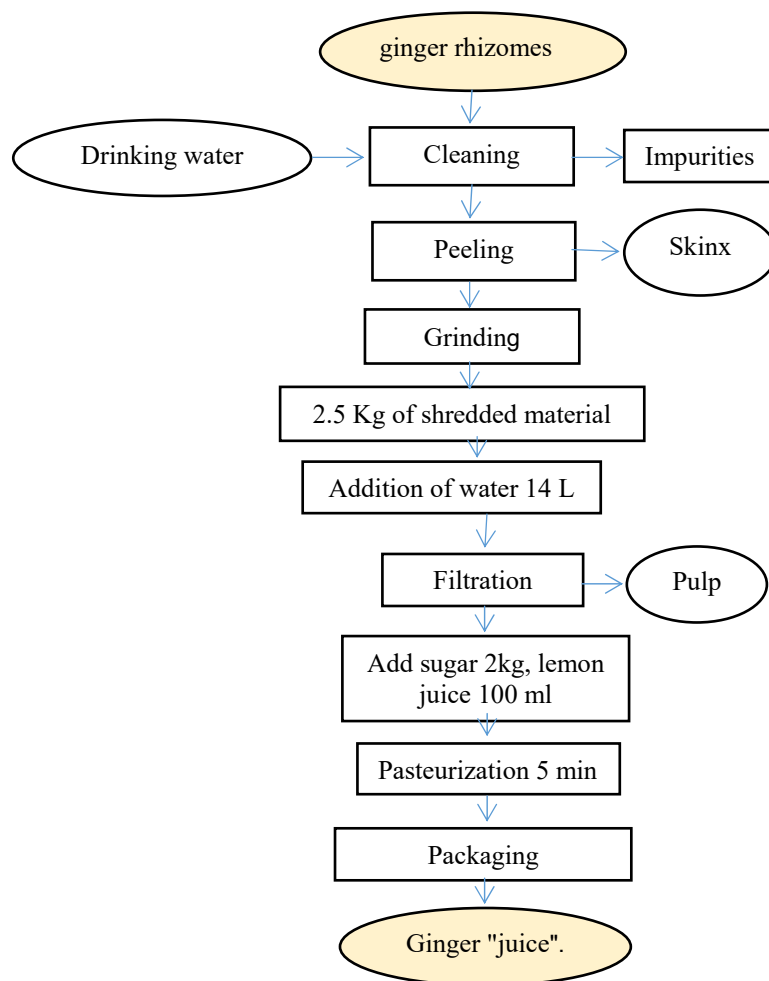 ginger rhizomes
Drinking water
Cleaning
Impurities
Peeling
Skinx
Grinding
2.5 Kg of shredded material
Addition of water 14 L
Filtration
Pulp
Add sugar 2kg, lemon
juice 100 ml
Pasteurization 5 min
Packaging
Ginger "juice".